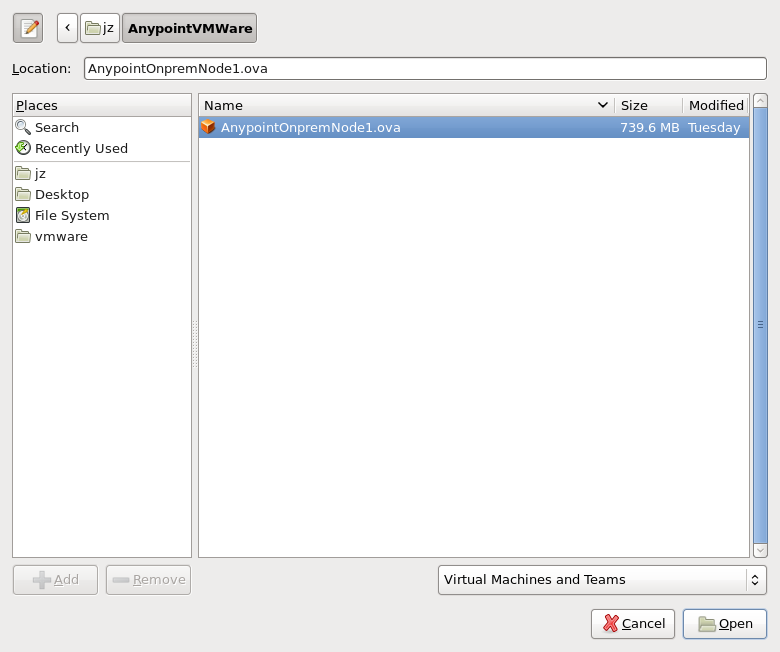 jz AnypointVMWare
Location: AnypointOnpremNode1.ova
Places
Search
Recently Used
jz
Desktop
File System
vmware
Name Size Modified
AnypointOnpremNode1.ova 739.6 MB Tuesday
Add Remove
Virtual Machines and Teams
Cancel Open